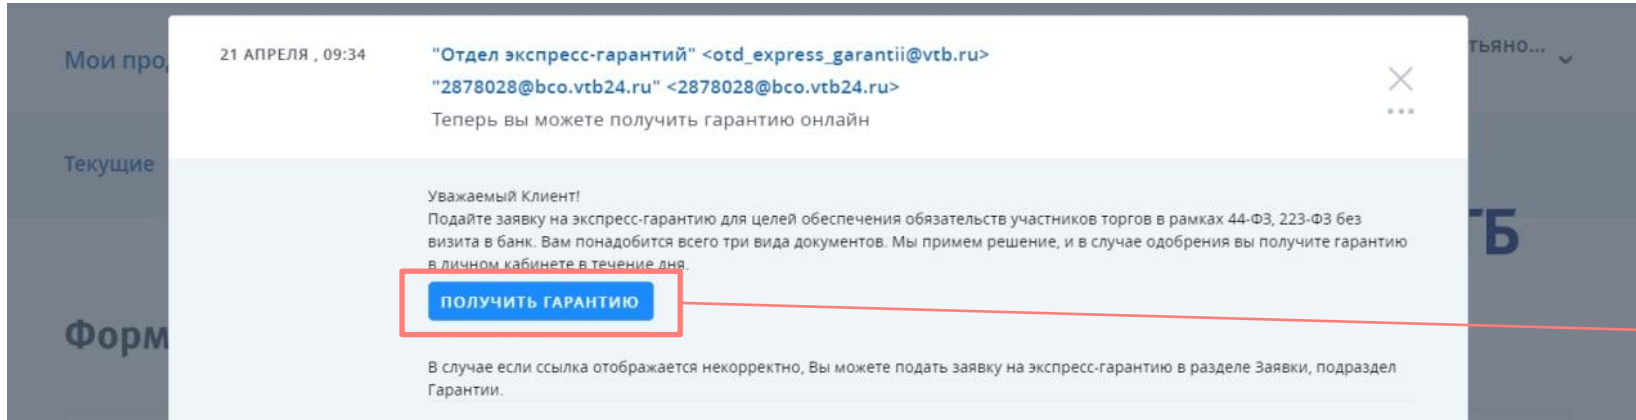 Мои про
21 АПРЕЛЯ , 09:34
"Отдел экспресс-гарантий" <otd_express_garantii@vtb.ru>
"2878028@bco.vtb24.ru" <2878028@bco.vtb24.ru>
Теперь вы можете получить гарантию онлайн
тьяно...
Текущие
Уважаемый Клиент!
Подайте заявку на экспресс-гарантию для целей обеспечения обязательств участников торгов в рамках 44-ФЗ, 223-ФЗ без
визита в банк. Вам понадобится всего три вида документов. Мы примем решение, и в случае одобрения вы получите гарантию
в личном кабинете в течение дня.
ТБ
ПОЛУЧИТЬ ГАРАНТИЮ
Форм
В случае если ссылка отображается некорректно, Вы можете подать заявку на экспресс-гарантию в разделе Заявки, подраздел
Гарантии.